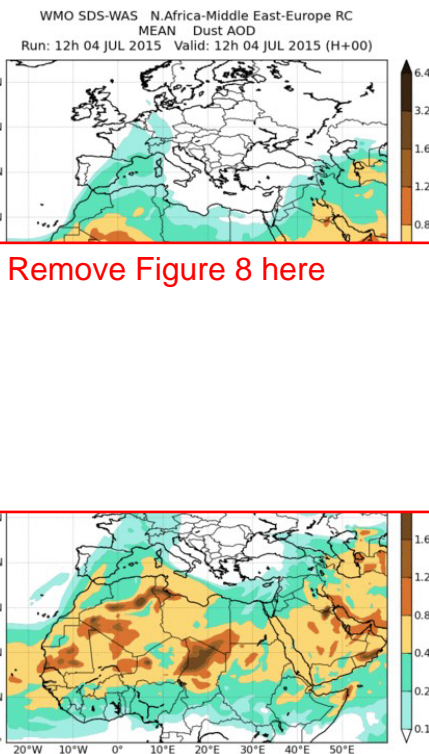 WMO SDS-WAS N.Africa-Middle East-Europe RC
MEAN Dust AOD
Run: 12h 04 JUL 2015 Valid: 12h 04 JUL 2015 (H+00)
6.4
3.2
1.6
1.2
0.8
Remove Figure 8 here
1.6
1.2
0.8
0.4
0.2
0.1
20°W 10°W 0° 10°E 20°E 30°E 40°E 50°E